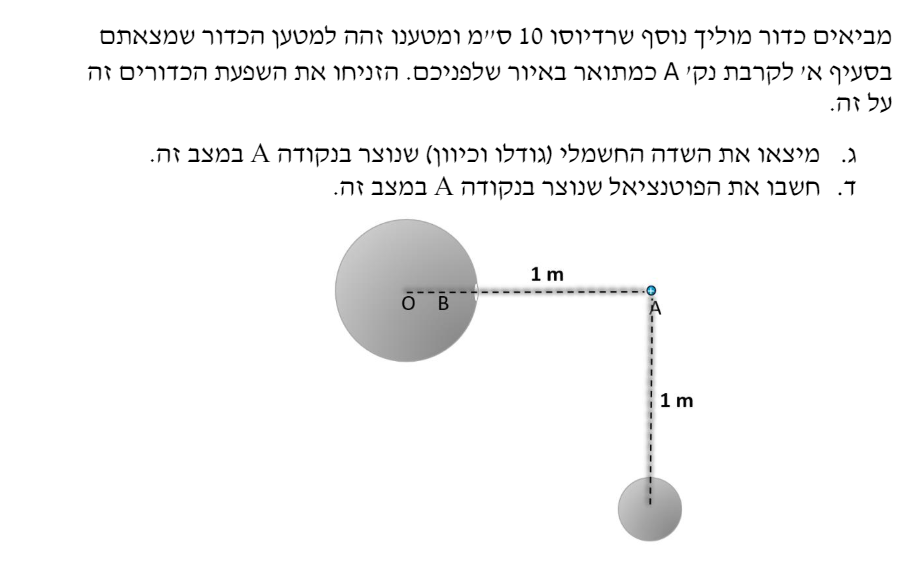 מביאים כדור מוליך נוסף שרדיוסו 10 ס״מ ומטענו זהה למטען הכדור שמצאתם
בסעיף א' לקרבת נק' A כמתואר באיור שלפניכם. הזניחו את השפעת הכדורים זה
על זה.
ג. מיצאו את השדה החשמלי (גודלו וכיוון) שנוצר בנקודה A במצב זה.
ד. חשבו את הפוטנציאל שנוצר בנקודה A במצב זה.
1 m
O B
A
1 m